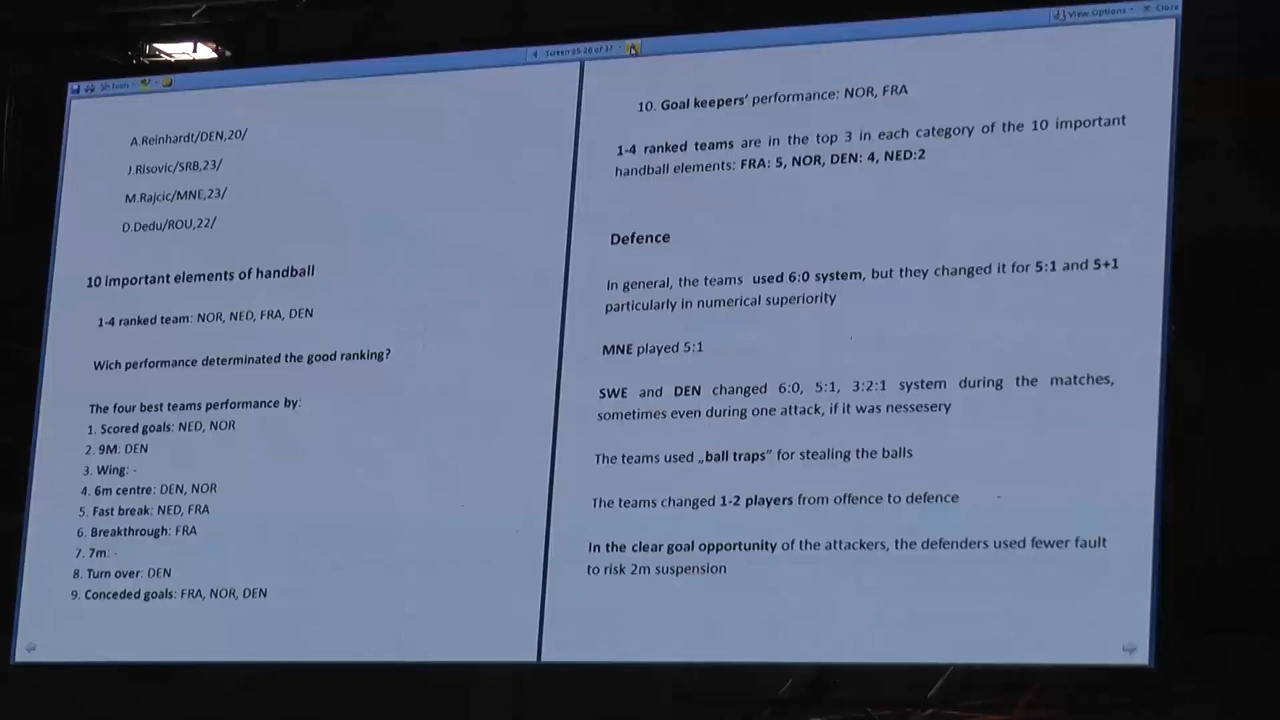 Screen 25-26 of 37
View Options
Close
A.Reinhardt/DEN,20/
J.Risovic/SRB,23/
M.Rajcic/MNE,23/
D.Dedu/ROU,22/
10 important elements of handball
1-4 ranked team: NOR, NED, FRA, DEN
Wich performance determinated the good ranking?
The four best teams performance by:
1. Scored goals: NED, NOR
2. 9M: DEN
3. Wing: -
4. 6m centre: DEN, NOR
5. Fast break: NED, FRA
6. Breakthrough: FRA
7. 7m: -
8. Turn over: DEN
9. Conceded goals: FRA, NOR, DEN
10. Goal keepers' performance: NOR, FRA
1-4 ranked teams are in the top 3 in each category of the 10 important
handball elements: FRA: 5, NOR, DEN: 4, NED:2
Defence
In general, the teams used 6:0 system, but they changed it for 5:1 and 5+1
particularly in numerical superiority
MNE played 5:1
SWE and DEN changed 6:0, 5:1, 3:2:1 system during the matches,
sometimes even during one attack, if it was nessesery
The teams used „ball traps" for stealing the balls
The teams changed 1-2 players from offence to defence
In the clear goal opportunity of the attackers, the defenders used fewer fault
to risk 2m suspension